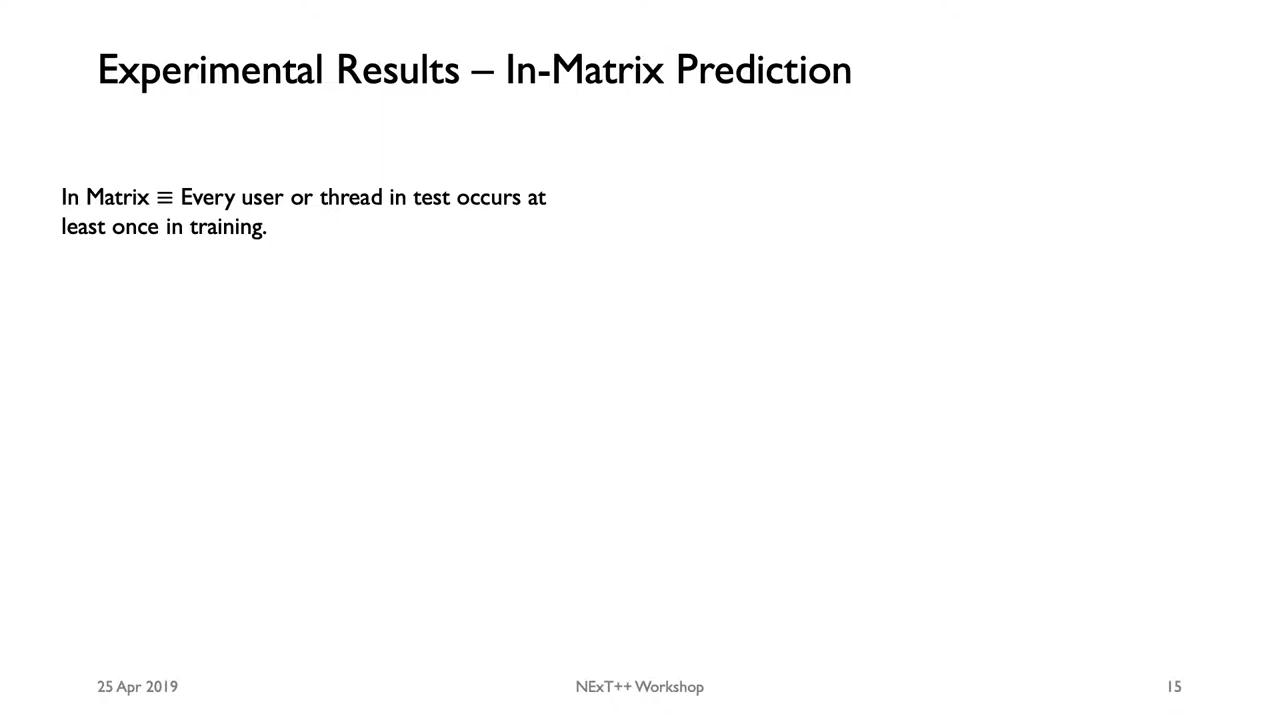 Experimental Results – In-Matrix Prediction
In Matrix ≡ Every user or thread in test occurs at
least once in training.
25 Apr 2019
NExT++ Workshop
15